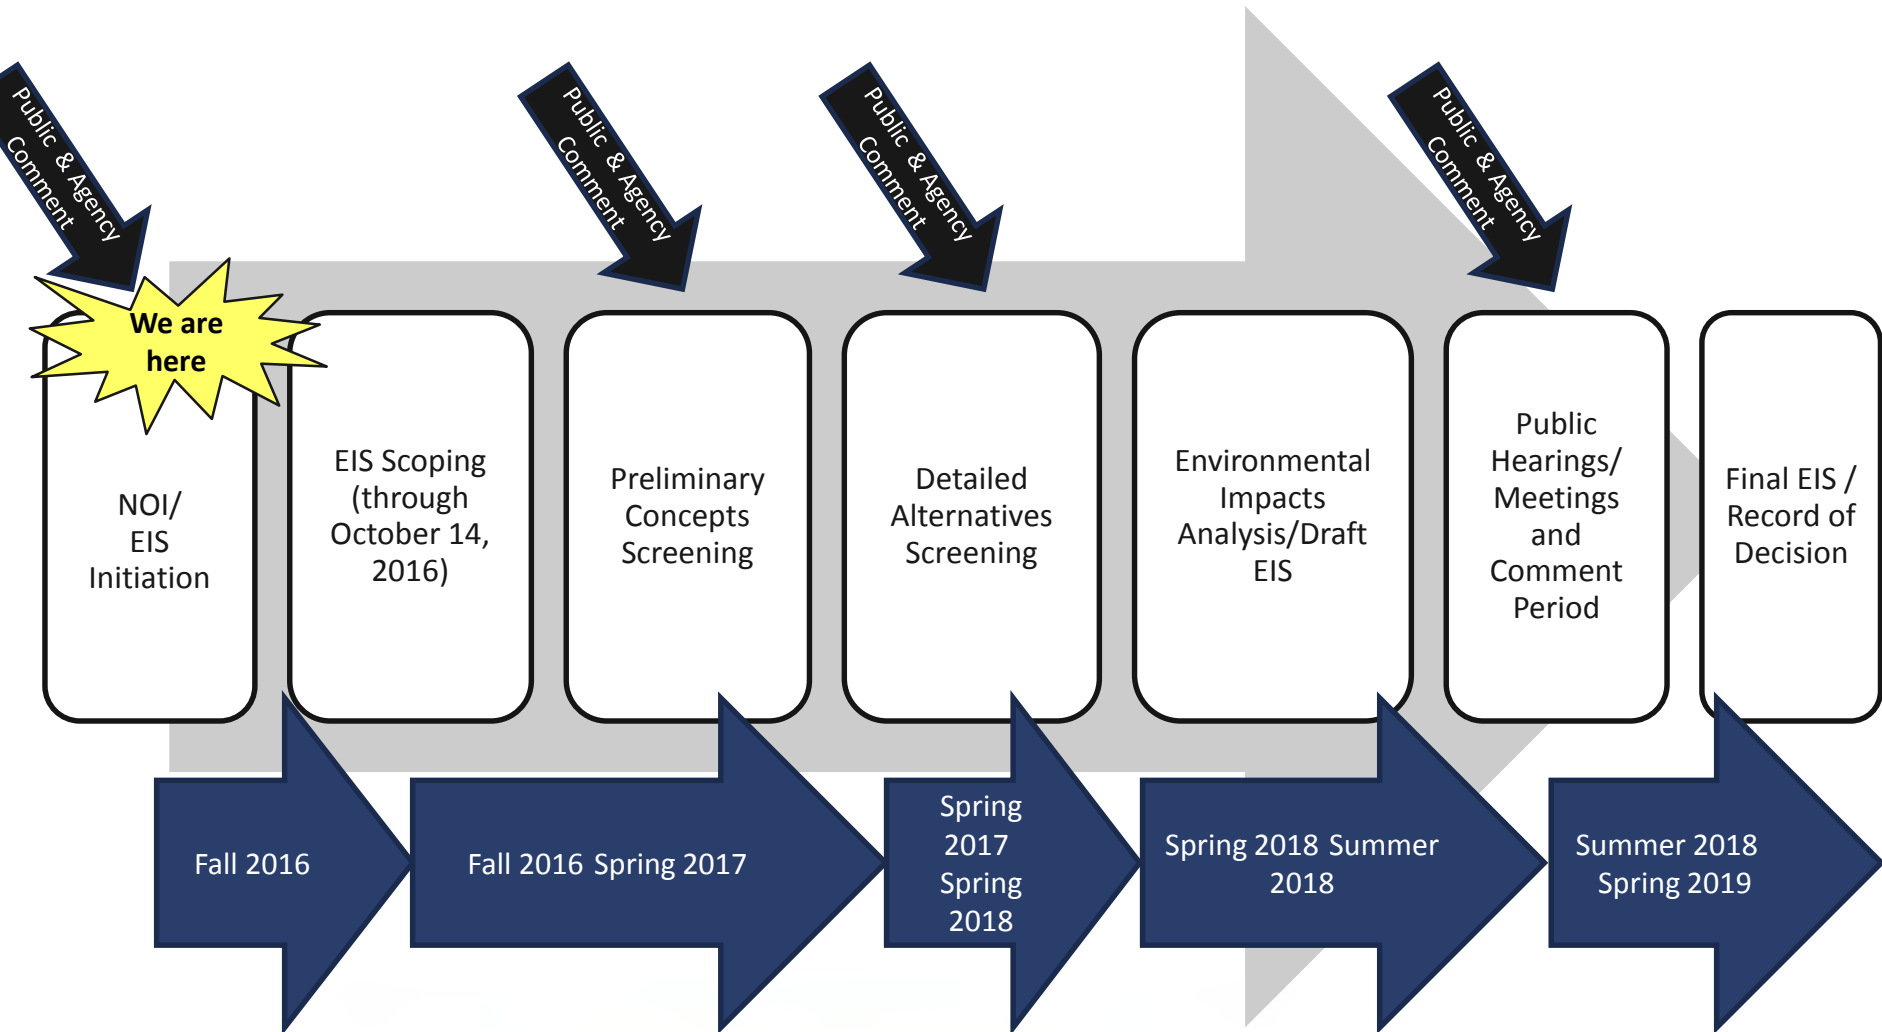 Public & Agency
Comment
Public & Agency
Comment
Public & Agency
Comment
Public & Agency
Comment
We are
here
NOI/
EIS
Initiation
EIS Scoping
(through
October 14,
2016)
Preliminary
Concepts
Screening
Detailed
Alternatives
Screening
Environmental
Impacts
Analysis/Draft
EIS
Public
Hearings/
Meetings
and
Comment
Period
Final EIS /
Record of
Decision
Fall 2016
Fall 2016 Spring 2017
Spring
2017
Spring
2018
Spring 2018 Summer
2018
Summer 2018
Spring 2019